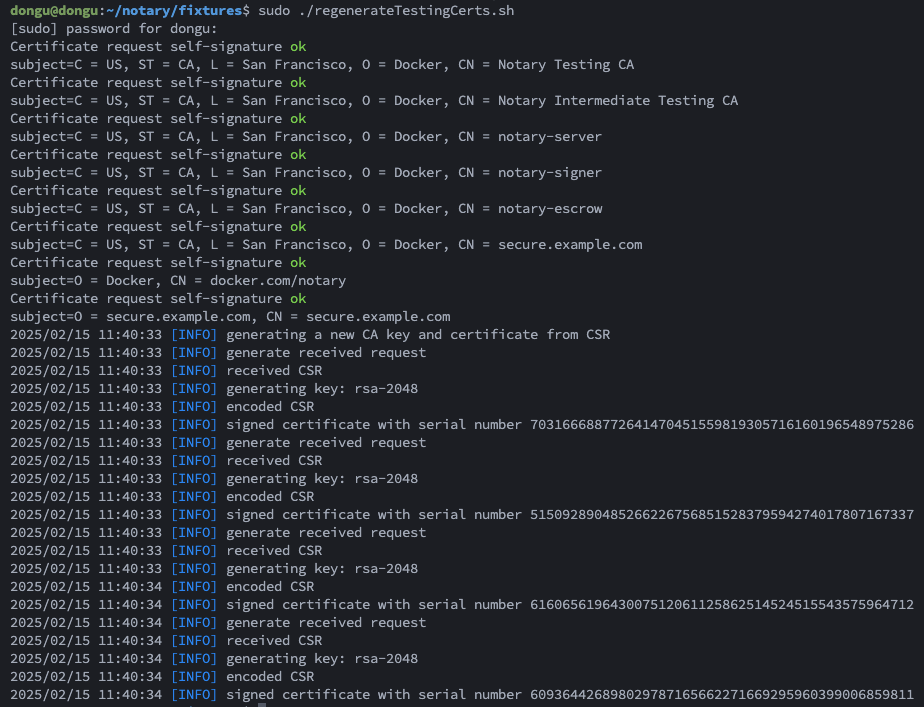 dongu@dongu:~/notary/fixtures$ sudo ./regenerateTestingCerts.sh
[sudo] password for dongu:
Certificate request self-signature ok
subject=C = US, ST = CA, L = San Francisco, O = Docker, CN = Notary Testing CA
Certificate request self-signature ok
subject=C = US, ST = CA, L = San Francisco, O = Docker, CN = Notary Intermediate Testing CA
Certificate request self-signature ok
subject=C = US, ST = CA, L = San Francisco, O = Docker, CN = notary-server
Certificate request self-signature ok
subject=C = US, ST = CA, L = San Francisco, O = Docker, CN = notary-signer
Certificate request self-signature ok
subject=C = US, ST = CA, L = San Francisco, O = Docker, CN = notary-escrow
Certificate request self-signature ok
subject=C = US, ST = CA, L = San Francisco, O = Docker, CN = secure.example.com
Certificate request self-signature ok
subject=O = Docker, CN = docker.com/notary
Certificate request self-signature ok
subject=O = secure.example.com, CN = secure.example.com
2025/02/15 11:40:33 [INFO] generating a new CA key and certificate from CSR
2025/02/15 11:40:33 [INFO] generate received request
2025/02/15 11:40:33 [INFO] received CSR
2025/02/15 11:40:33 [INFO] generating key: rsa-2048
2025/02/15 11:40:33 [INFO] encoded CSR
2025/02/15 11:40:33 [INFO] signed certificate with serial number 703166688772641470451559819305716160196548975286
2025/02/15 11:40:33 [INFO] generate received request
2025/02/15 11:40:33 [INFO] received CSR
2025/02/15 11:40:33 [INFO] generating key: rsa-2048
2025/02/15 11:40:33 [INFO] encoded CSR
2025/02/15 11:40:33 [INFO] signed certificate with serial number 515092890485266226756851528379594274017807167337
2025/02/15 11:40:33 [INFO] generate received request
2025/02/15 11:40:33 [INFO] received CSR
2025/02/15 11:40:33 [INFO] generating key: rsa-2048
2025/02/15 11:40:34 [INFO] encoded CSR
2025/02/15 11:40:34 [INFO] signed certificate with serial number 616065619643007512061125862514524515543575964712
2025/02/15 11:40:34 [INFO] generate received request
2025/02/15 11:40:34 [INFO] received CSR
2025/02/15 11:40:34 [INFO] generating key: rsa-2048
2025/02/15 11:40:34 [INFO] encoded CSR
2025/02/15 11:40:34 [INFO] signed certificate with serial number 609364426898029787165662271669295960399006859811